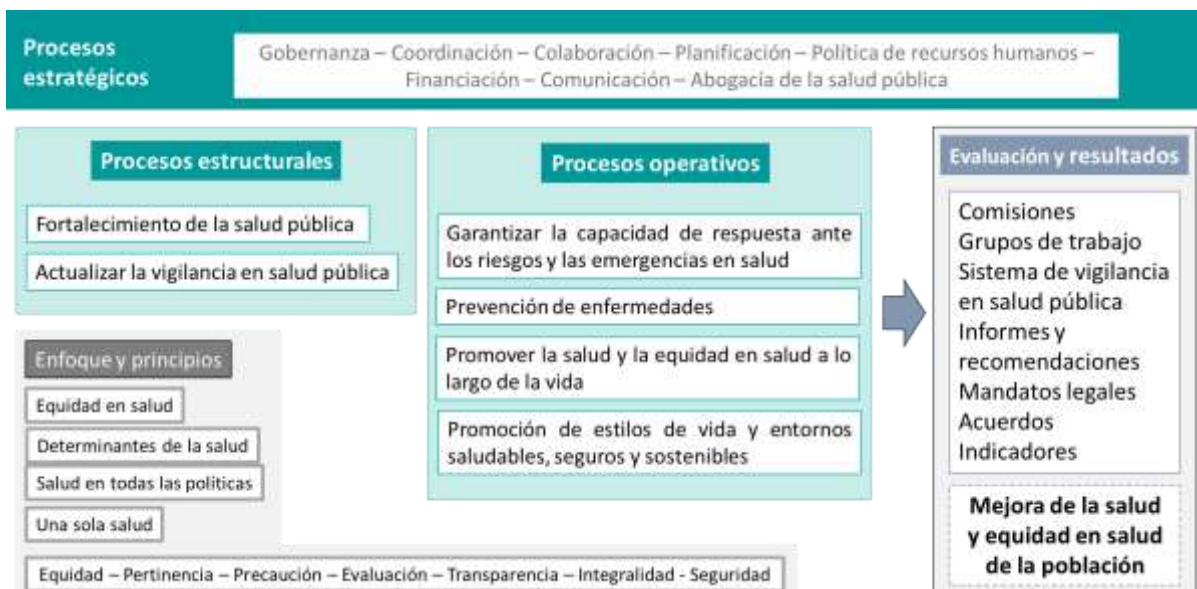 Procesos
estratégicos
Gobernanza – Coordinación – Colaboración – Planificación – Política de recursos humanos –
Financiación – Comunicación – Abogacía de la salud pública
Procesos estructurales
Fortalecimiento de la salud pública
Actualizar la vigilancia en salud pública
Enfoque y principios
Equidad en salud
Determinantes de la salud
Salud en todas las políticas
Una sola salud
Equidad – Pertinencia – Precaución – Evaluación – Transparencia – Integralidad - Seguridad
Procesos operativos
Garantizar la capacidad de respuesta ante
los riesgos y las emergencias en salud
Prevención de enfermedades
Promover la salud y la equidad en salud a lo
largo de la vida
Promoción de estilos de vida y entornos
saludables, seguros y sostenibles
Evaluación y resultados
Comisiones
Grupos de trabajo
Sistema de vigilancia
en salud pública
Informes y
recomendaciones
Mandatos legales
Acuerdos
Indicadores
Mejora de la salud
y equidad en salud
de la población